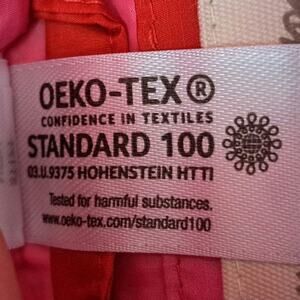 OEKO-TEX®
CONFIDENCE IN TEXTILES
STANDARD 100
03.U.9375 HOHENSTEIN HTTI
Tested for harmful substances.
www.oeko-tex.com/standard100